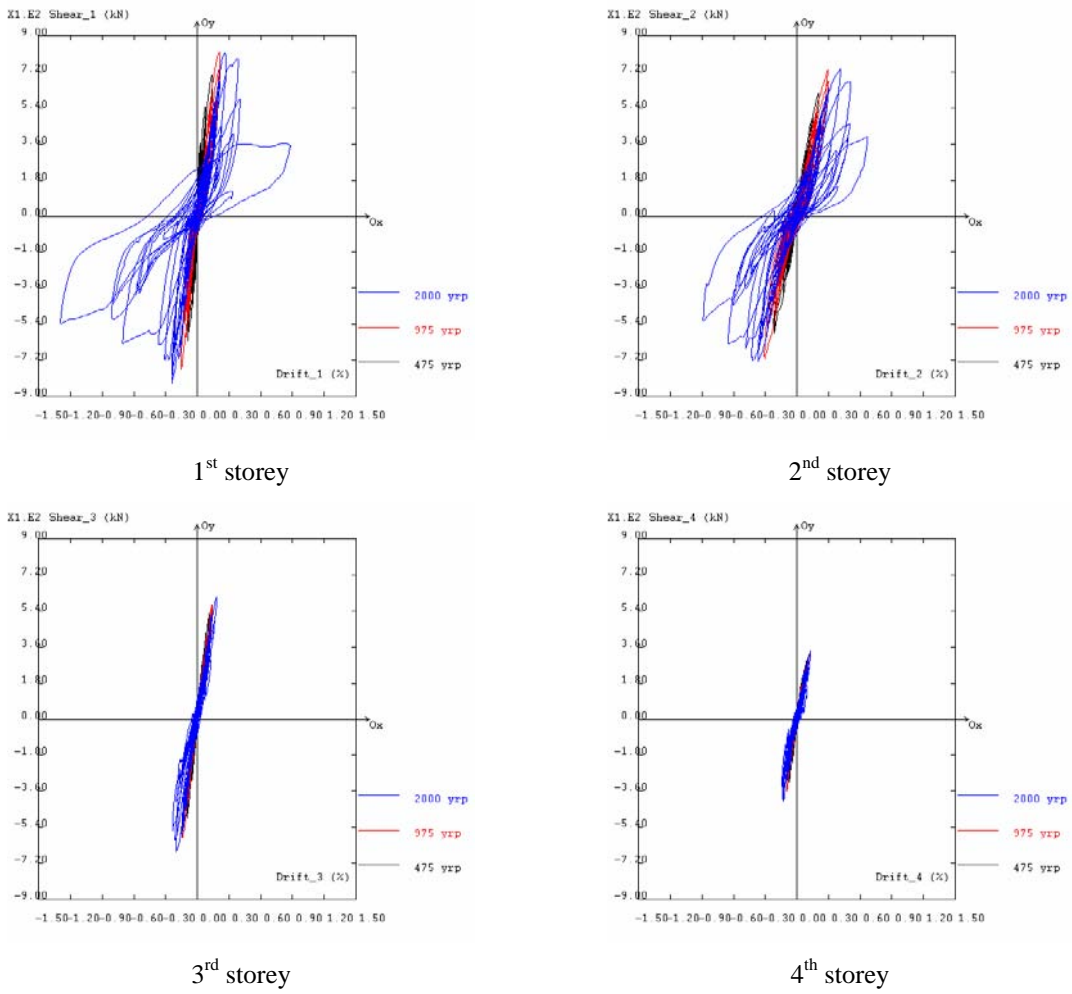 X1.E2 Shear_1 (kN)
Oy
9.00
7.20
5.40
3.60
1.80
0.00
Ox
-1.80
-3.60
2000 yrp
-5.40
975 yrp
-7.20
475 yrp
Drift_1 (%)
-9.00
-1.50-1.20-0.90-0.60-0.30 0.00 0.30 0.60 0.90 1.20 1.50
1st storey
X1.E2 Shear_2 (kN)
Oy
9.00
7.20
5.40
3.60
1.80
0.00
Ox
-1.80
-3.60
2000 yrp
-5.40
975 yrp
-7.20
475 yrp
Drift_2 (%)
-9.00
-1.50-1.20-0.90-0.60-0.30 0.00 0.30 0.60 0.90 1.20 1.50
2nd storey
X1.E2 Shear_3 (kN)
Oy
9.00
7.20
5.40
3.60
1.80
0.00
Ox
-1.80
-3.60
2000 yrp
-5.40
975 yrp
-7.20
475 yrp
Drift_3 (%)
-9.00
-1.50-1.20-0.90-0.60-0.30 0.00 0.30 0.60 0.90 1.20 1.50
3rd storey
X1.E2 Shear_4 (kN)
Oy
9.00
7.20
5.40
3.60
1.80
0.00
Ox
-1.80
-3.60
2000 yrp
-5.40
975 yrp
-7.20
475 yrp
Drift_4 (%)
-9.00
-1.50-1.20-0.90-0.60-0.30 0.00 0.30 0.60 0.90 1.20 1.50
4th storey